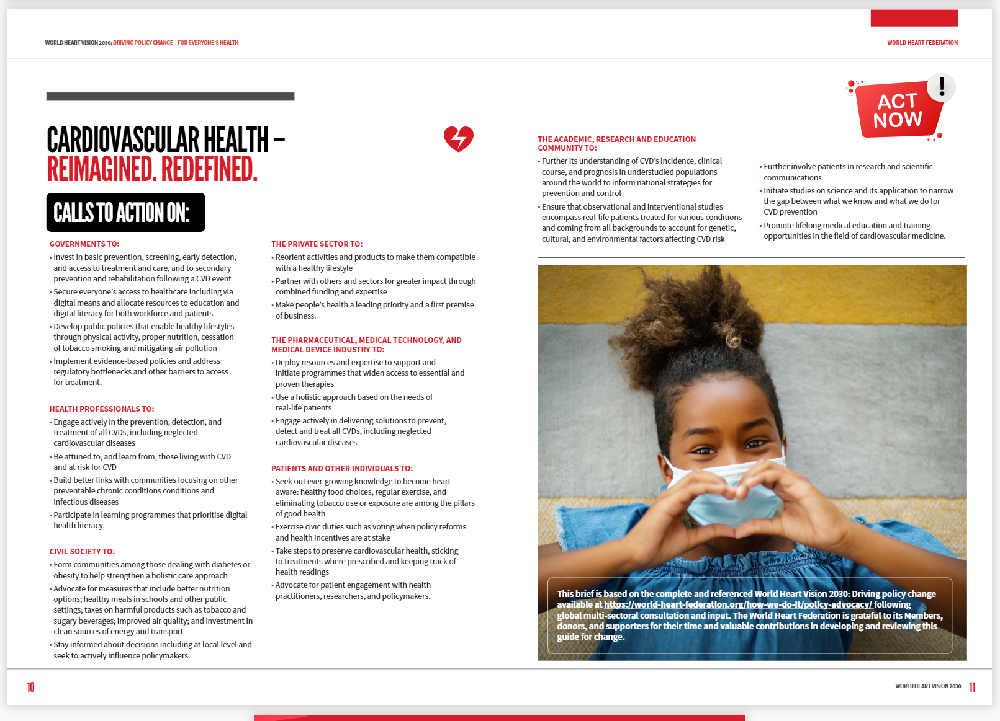 WORLD HEART VISION 2030: DRIVING POLICY CHANGE – FOR EVERYONE'S HEALTH
WORLD HEART FEDERATION
CARDIOVASCULAR HEALTH –
REIMAGINED. REDEFINED.
CALLS TO ACTION ON:
GOVERNMENTS TO:
• Invest in basic prevention, screening, early detection,
and access to treatment and care, and to secondary
prevention and rehabilitation following a CVD event
• Secure everyone's access to healthcare including via
digital means and allocate resources to education and
digital literacy for both workforce and patients
• Develop public policies that enable healthy lifestyles
through physical activity, proper nutrition, cessation
of tobacco smoking and mitigating air pollution
• Implement evidence-based policies and address
regulatory bottlenecks and other barriers to access
for treatment.
HEALTH PROFESSIONALS TO:
• Engage actively in the prevention, detection, and
treatment of all CVDs, including neglected
cardiovascular diseases
• Be attuned to, and learn from, those living with CVD
and at risk for CVD
• Build better links with communities focusing on other
preventable chronic conditions conditions and
infectious diseases
• Participate in learning programmes that prioritise digital
health literacy.
CIVIL SOCIETY TO:
• Form communities among those dealing with diabetes or
obesity to help strengthen a holistic care approach
• Advocate for measures that include better nutrition
options; healthy meals in schools and other public
settings; taxes on harmful products such as tobacco and
sugary beverages; improved air quality; and investment in
clean sources of energy and transport
• Stay informed about decisions including at local level and
seek to actively influence policymakers.
THE PRIVATE SECTOR TO:
• Reorient activities and products to make them compatible
with a healthy lifestyle
• Partner with others and sectors for greater impact through
combined funding and expertise
• Make people's health a leading priority and a first premise
of business.
THE PHARMACEUTICAL, MEDICAL TECHNOLOGY, AND
MEDICAL DEVICE INDUSTRY TO:
• Deploy resources and expertise to support and
initiate programmes that widen access to essential and
proven therapies
• Use a holistic approach based on the needs of
real-life patients
• Engage actively in delivering solutions to prevent,
detect and treat all CVDs, including neglected
cardiovascular diseases.
PATIENTS AND OTHER INDIVIDUALS TO:
• Seek out ever-growing knowledge to become heart-
aware: healthy food choices, regular exercise, and
eliminating tobacco use or exposure are among the pillars
of good health
• Exercise civic duties such as voting when policy reforms
and health incentives are at stake
• Take steps to preserve cardiovascular health, sticking
to treatments where prescribed and keeping track of
health readings
• Advocate for patient engagement with health
practitioners, researchers, and policymakers.
ACT
NOW
!
THE ACADEMIC, RESEARCH AND EDUCATION
COMMUNITY TO:
• Further its understanding of CVD's incidence, clinical
course, and prognosis in understudied populations
around the world to inform national strategies for
prevention and control
• Ensure that observational and interventional studies
encompass real-life patients treated for various conditions
and coming from all backgrounds to account for genetic,
cultural, and environmental factors affecting CVD risk
• Further involve patients in research and scientific
communications
• Initiate studies on science and its application to narrow
the gap between what we know and what we do for
CVD prevention
• Promote lifelong medical education and training
opportunities in the field of cardiovascular medicine.
This brief is based on the complete and referenced World Heart Vision 2030: Driving policy change
available at https://world-heart-federation.org/how-we-do-It/policy-advocacy/ following
global multi-sectoral consultation and input. The World Heart Federation is grateful to its Members,
donors, and supporters for their time and valuable contributions in developing and reviewing this
guide for change.
10
WORLD HEART VISION 2030 11